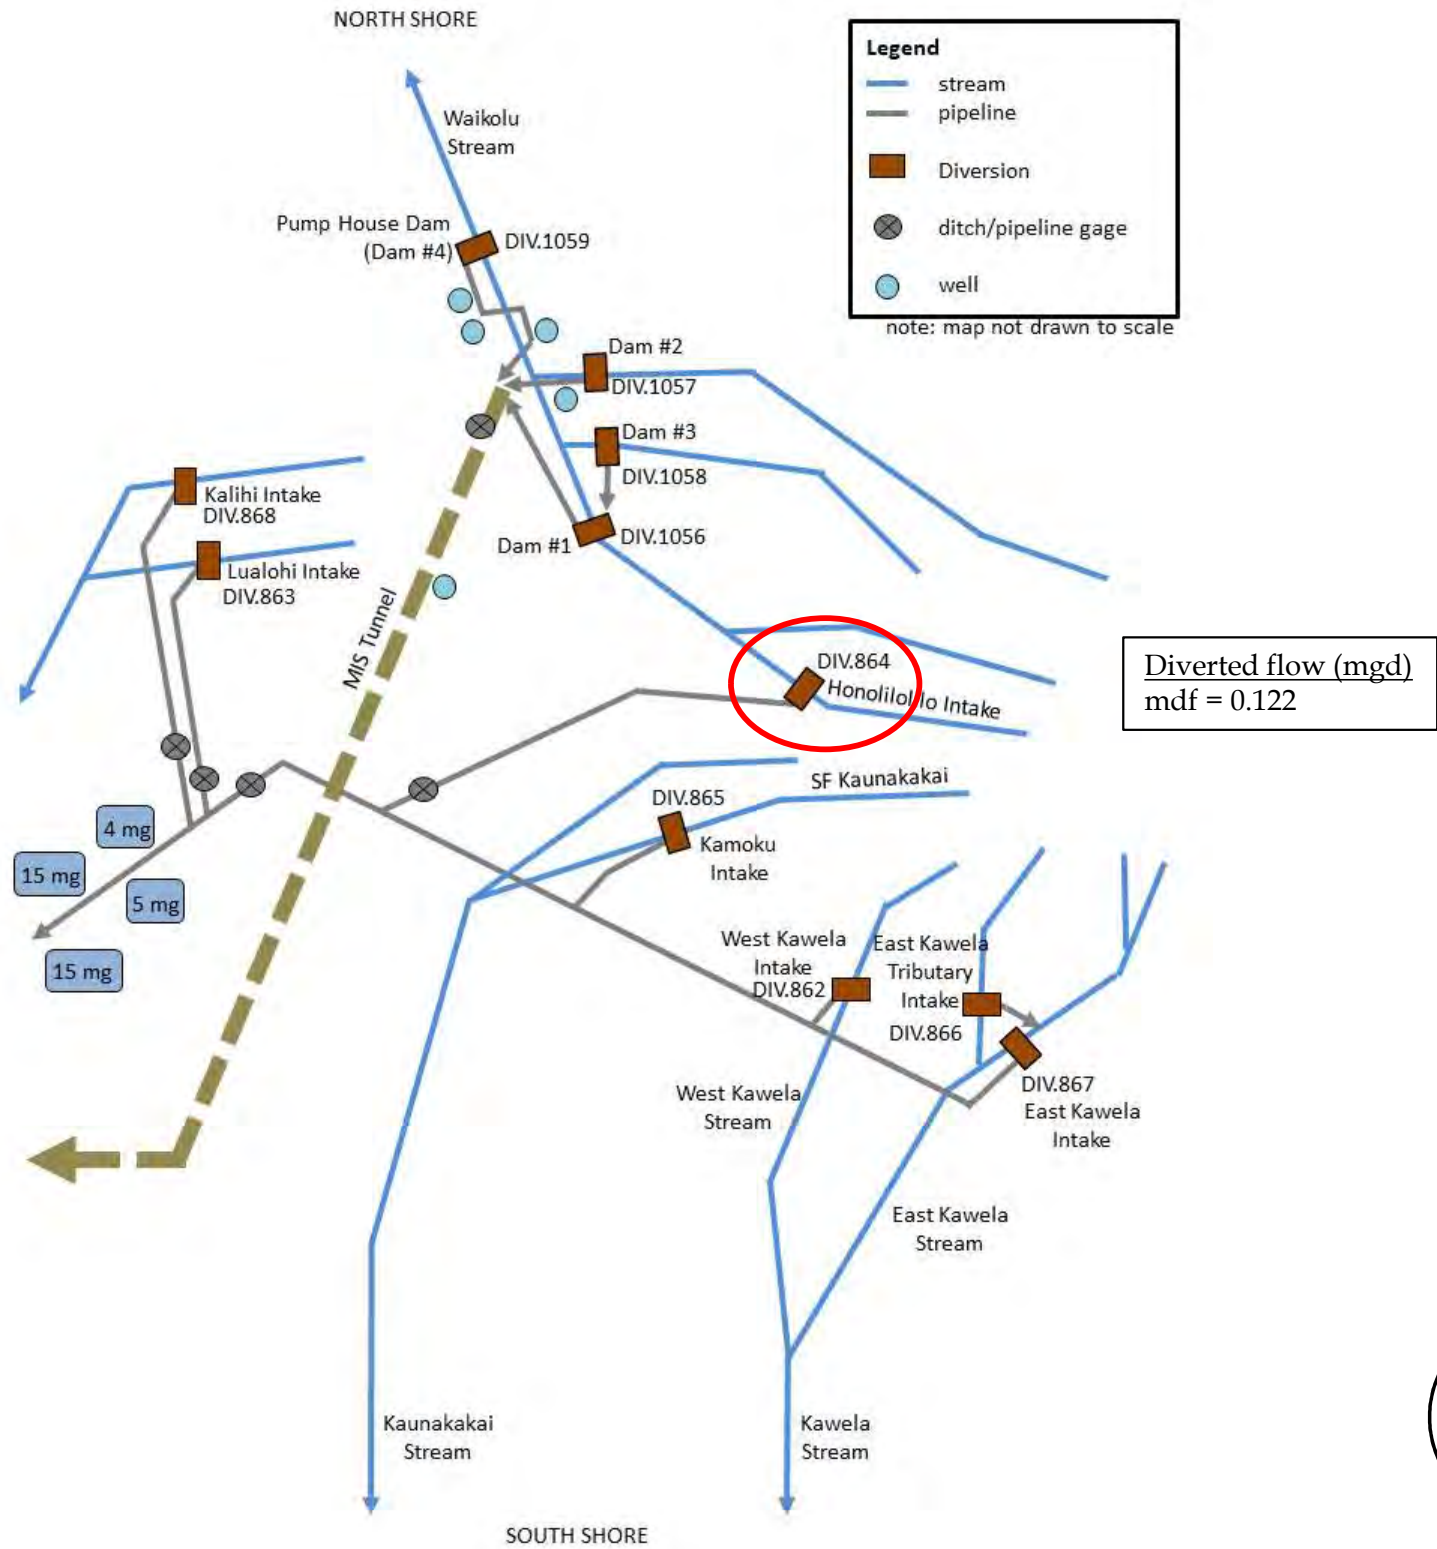 NORTH SHORE
Legend
stream
pipeline
Diversion
ditch/pipeline gage
well
note: map not drawn to scale
Waikolu
Stream
Pump House Dam
(Dam #4)
DIV.1059
Dam #2
DIV.1057
Dam #3
DIV.1058
Dam #1
DIV.1056
Kalihi Intake
DIV.868
Lualohi Intake
DIV.863
MIS Tunnel
DIV.864
Honolilolilo Intake
Diverted flow (mgd)
mdf = 0.122
SF Kaunakakai
DIV.865
Kamoku
Intake
4 mg
15 mg
5 mg
15 mg
West Kawela
Intake
DIV.862
East Kawela
Tributary
Intake
DIV.866
DIV.867
East Kawela
Intake
West Kawela
Stream
East Kawela
Stream
Kaunakakai
Stream
Kawela
Stream
SOUTH SHORE